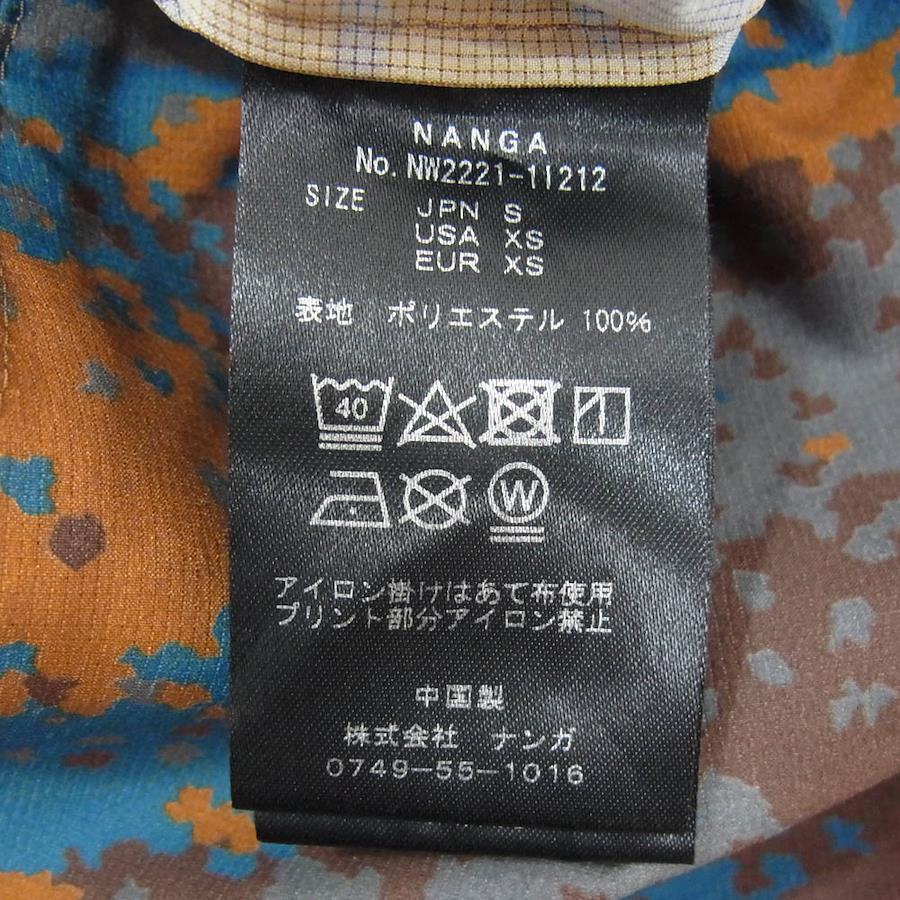 NANGA
No. NW2221-1I212
SIZE JPN S
USA XS
EUR XS
表地 ポリエステル 100%
40
W
アイロン掛けはあて布使用
プリント部分アイロン禁止
中国製
株式会社 ナンガ
0749-55-1016